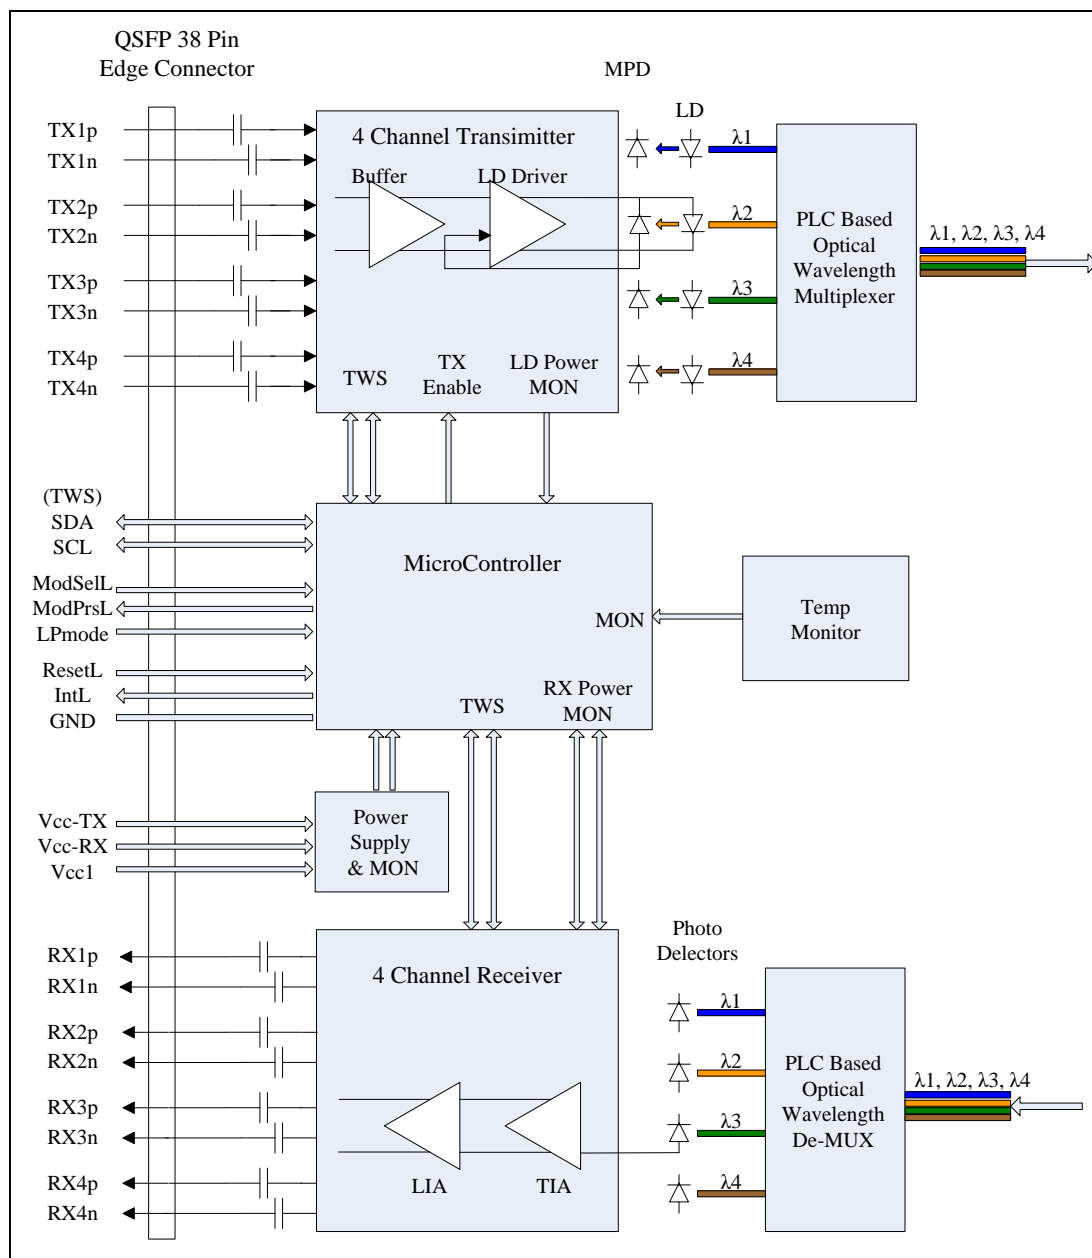 QSFP 38 Pin
Edge Connector
MPD
LD
TX1p
TX1n
TX2p
TX2n
TX3p
TX3n
TX4p
TX4n
4 Channel Transimitter
Buffer
LD Driver
TWS
TX
Enable
LD Power
MON
λ1
λ2
λ3
λ4
PLC Based
Optical
Wavelength
Multiplexer
λ1, λ2, λ3, λ4
(TWS)
SDA
SCL
ModSelL
ModPrsL
LPmode
ResetL
IntL
GND
MicroController
MON
TWS
RX Power
MON
Temp
Monitor
Vcc-TX
Vcc-RX
Vcc1
Power
Supply
& MON
RX1p
RX1n
RX2p
RX2n
RX3p
RX3n
RX4p
RX4n
4 Channel Receiver
LIA
TIA
Photo
Delectors
λ1
λ2
λ3
λ4
PLC Based
Optical
Wavelength
De-MUX
λ1, λ2, λ3, λ4